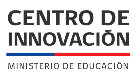 CENTRO DE
INNOVACIÓN
MINISTERIO DE EDUCACIÓN